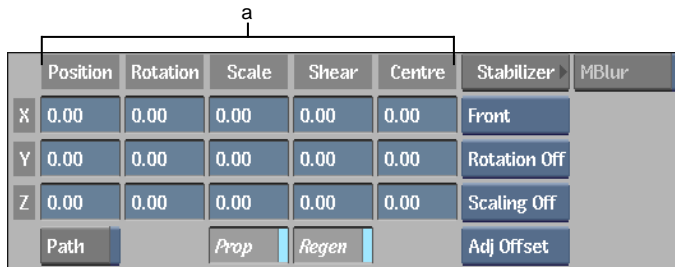 a
Position Rotation Scale Shear Centre Stabilizer MBlur
X 0.00 0.00 0.00 0.00 0.00 Front
Y 0.00 0.00 0.00 0.00 0.00 Rotation Off
Z 0.00 0.00 0.00 0.00 0.00 Scaling Off
Path Prop Regen Adj Offset